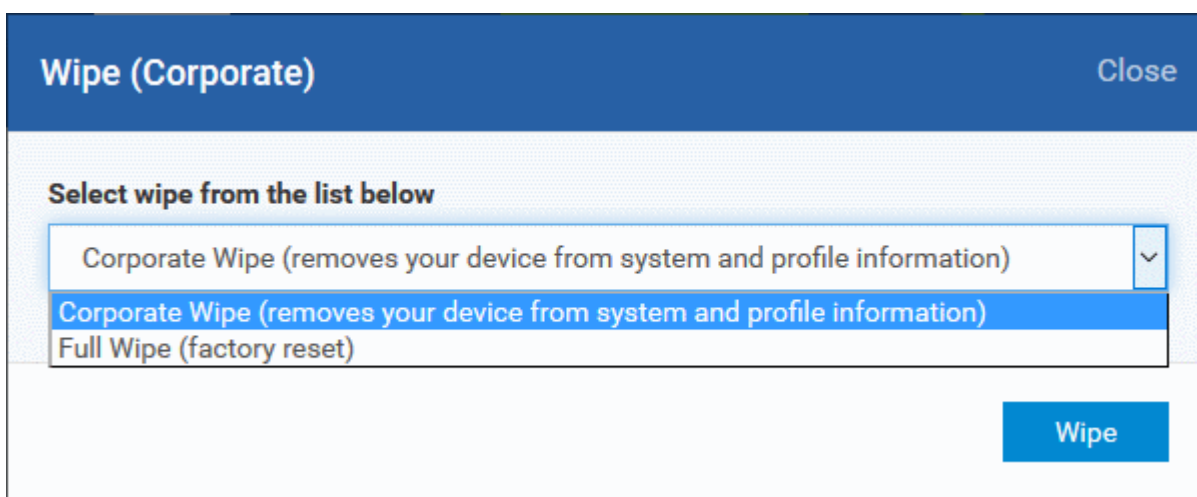 Wipe (Corporate)
Close
Select wipe from the list below
Corporate Wipe (removes your device from system and profile information)
Corporate Wipe (removes your device from system and profile information)
Full Wipe (factory reset)
Wipe